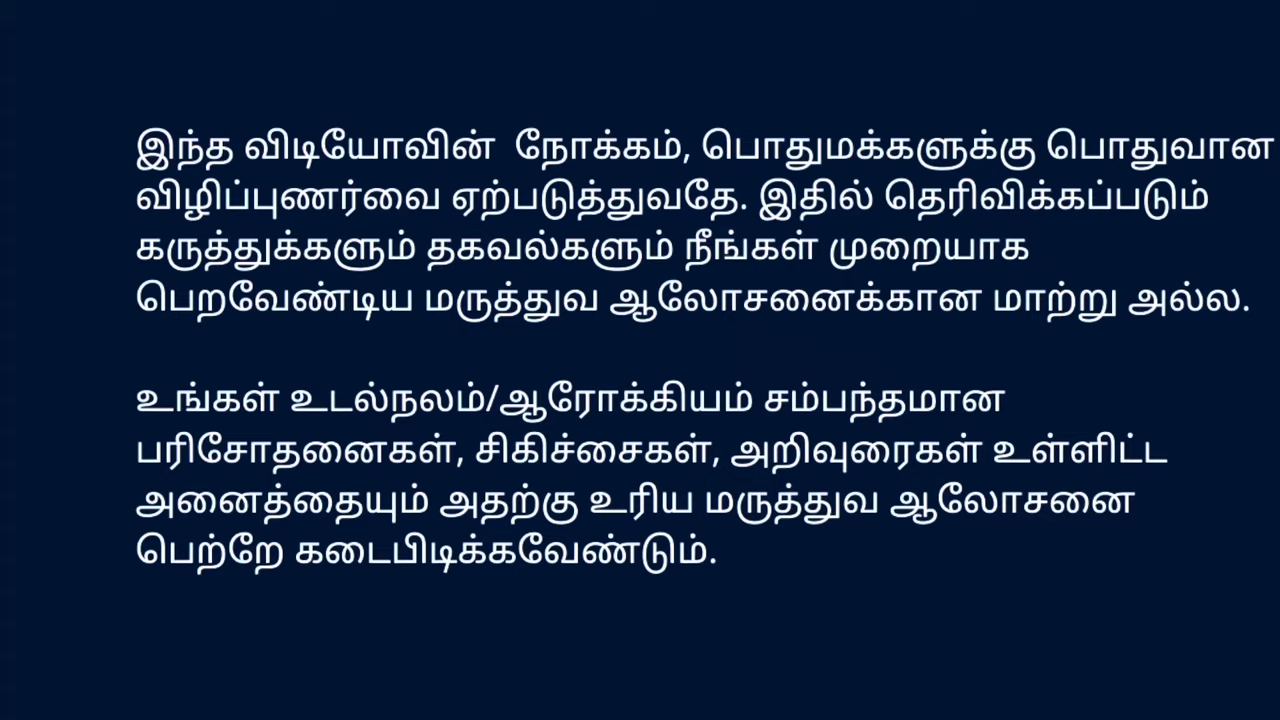 இந்த விடியோவின் நோக்கம், பொதுமக்களுக்கு பொதுவான
விழிப்புணர்வை ஏற்படுத்துவதே. இதில் தெரிவிக்கப்படும்
கருத்துக்களும் தகவல்களும் நீங்கள் முறையாக
பெறவேண்டிய மருத்துவ ஆலோசனைக்கான மாற்று அல்ல.
உங்கள் உடல்நலம்/ஆரோக்கியம் சம்பந்தமான
பரிசோதனைகள், சிகிச்சைகள், அறிவுரைகள் உள்ளிட்ட
அனைத்தையும் அதற்கு உரிய மருத்துவ ஆலோசனை
பெற்றே கடைபிடிக்கவேண்டும்.